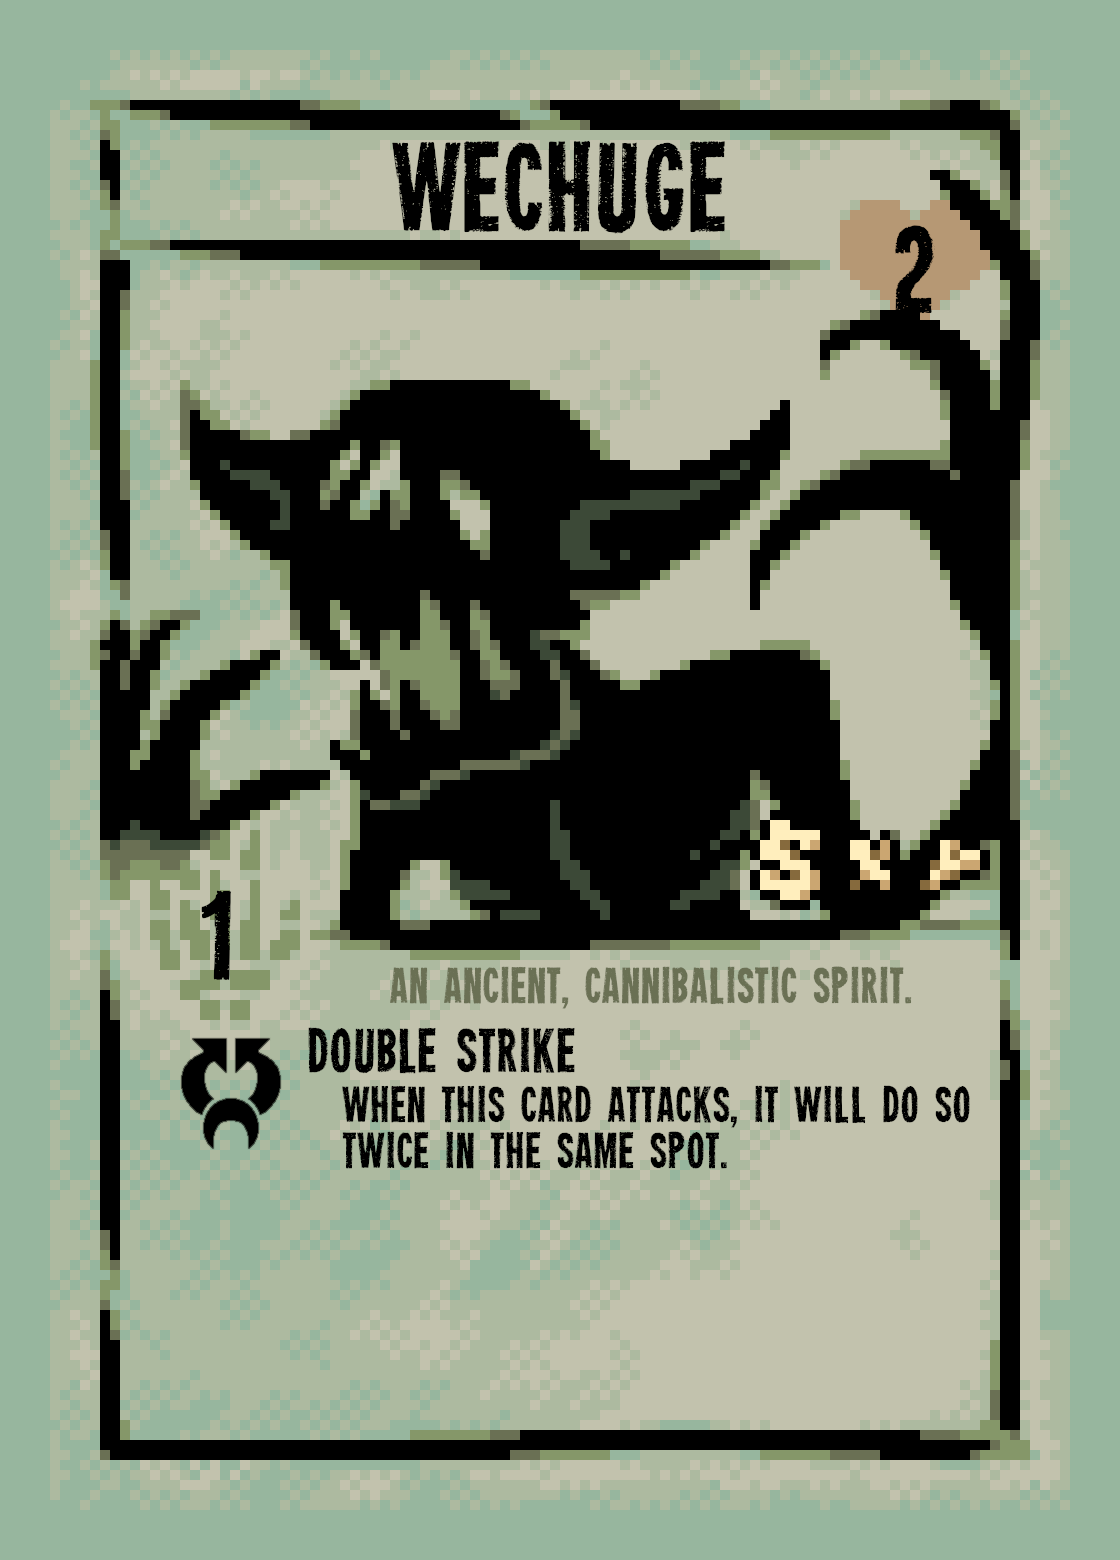 WECHUGE
2
1
AN ANCIENT, CANNIBALISTIC SPIRIT.
DOUBLE STRIKE
WHEN THIS CARD ATTACKS, IT WILL DO SO
TWICE IN THE SAME SPOT.